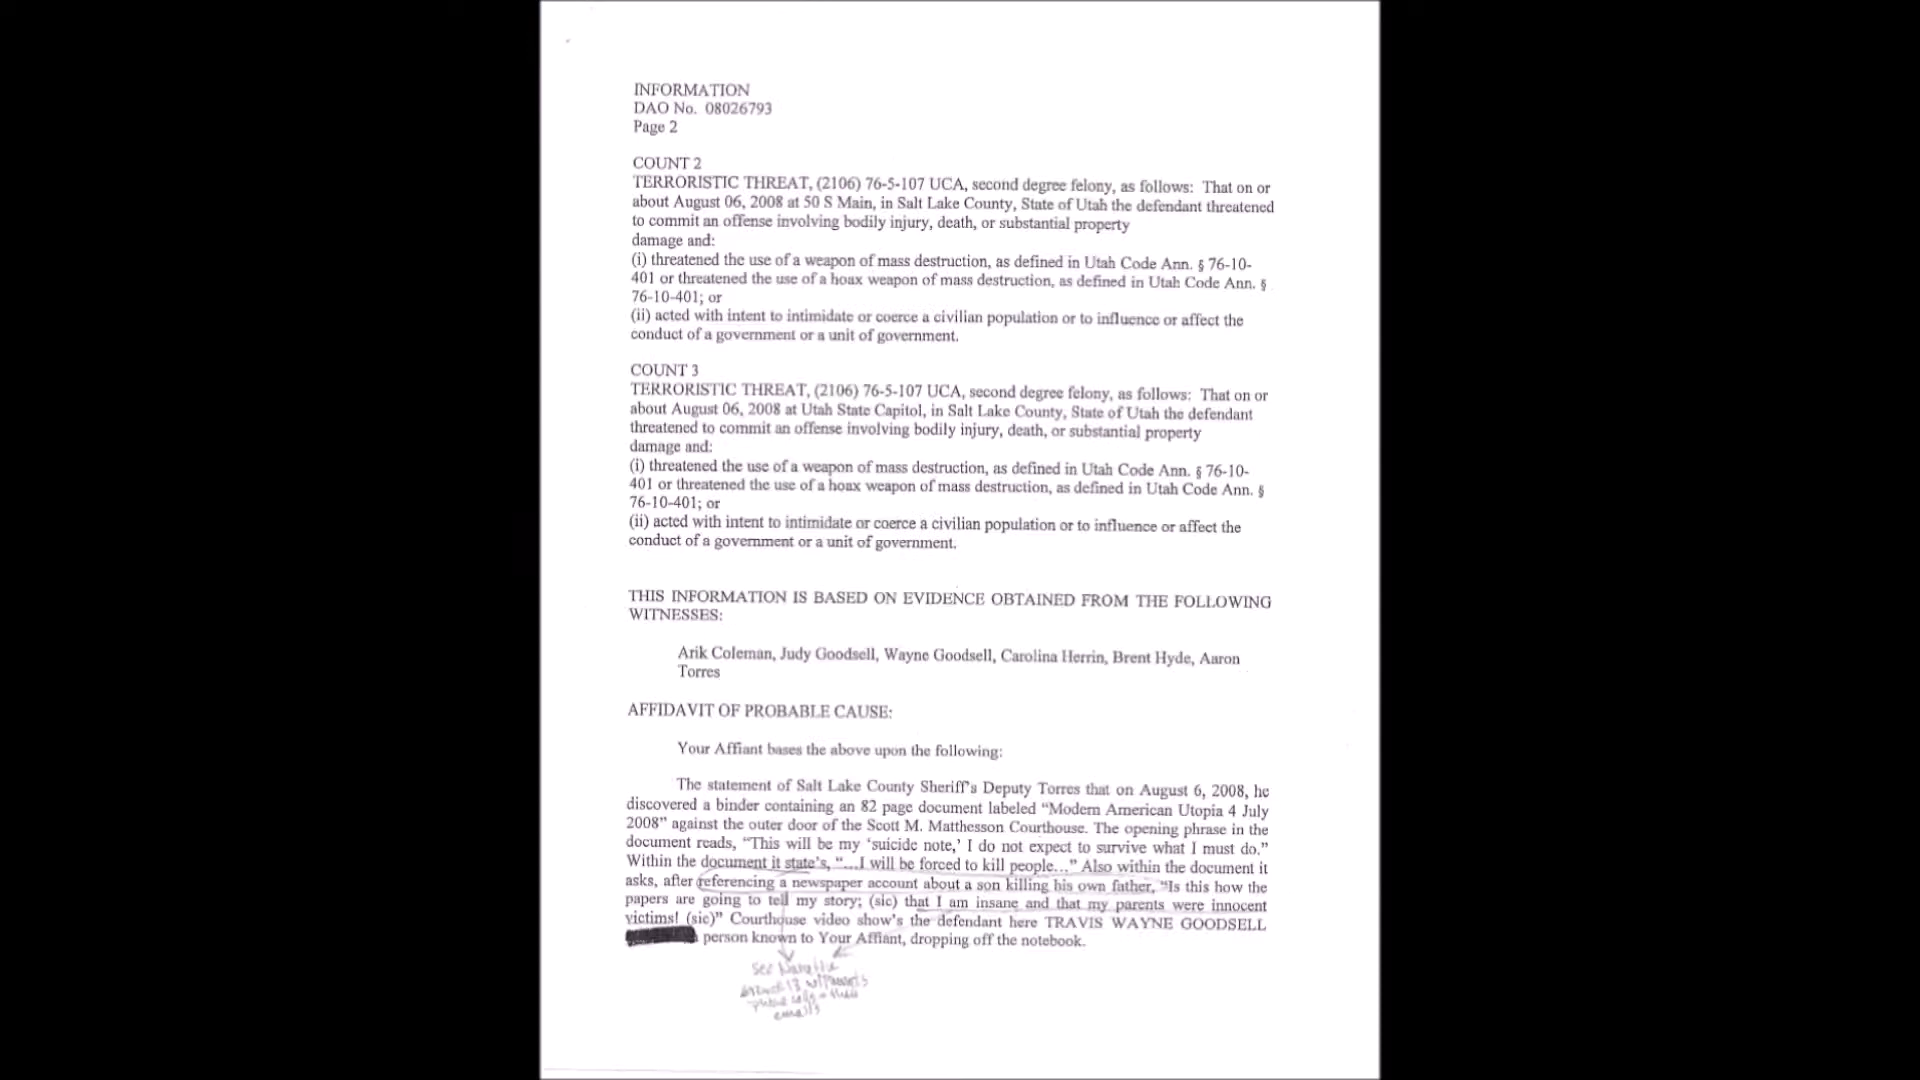 INFORMATION
DAO No. 08026793
Page 2
COUNT 2
TERRORISTIC THREAT, (2106) 76-5-107 UCA, second degree felony, as follows: That on or
about August 06, 2008 at 50 S Main, in Salt Lake County, State of Utah the defendant threatened
to commit an offense involving bodily injury, death, or substantial property
damage and:
(i) threatened the use of a weapon of mass destruction, as defined in Utah Code Ann. § 76-10-
401 or threatened the use of a hoax weapon of mass destruction, as defined in Utah Code Ann. §
76-10-401; or
(ii) acted with intent to intimidate or coerce a civilian population or to influence or affect the
conduct of a government or a unit of government.
COUNT 3
TERRORISTIC THREAT, (2106) 76-5-107 UCA, second degree felony, as follows: That on or
about August 06, 2008 at Utah State Capitol, in Salt Lake County, State of Utah the defendant
threatened to commit an offense involving bodily injury, death, or substantial property
damage and:
(i) threatened the use of a weapon of mass destruction, as defined in Utah Code Ann. § 76-10-
401 or threatened the use of a hoax weapon of mass destruction, as defined in Utah Code Ann. §
76-10-401; or
(ii) acted with intent to intimidate or coerce a civilian population or to influence or affect the
conduct of a government or a unit of government.
THIS INFORMATION IS BASED ON EVIDENCE OBTAINED FROM THE FOLLOWING
WITNESSES:
Arik Coleman, Judy Goodsell, Wayne Goodsell, Carolina Herrin, Brent Hyde, Aaron
Torres
AFFIDAVIT OF PROBABLE CAUSE:
Your Affiant bases the above upon the following:
The statement of Salt Lake County Sheriff's Deputy Torres that on August 6, 2008, he
discovered a binder containing an 82 page document labeled “Modern American Utopia 4 July
2008” against the outer door of the Scott M. Matthesson Courthouse. The opening phrase in the
document reads, “This will be my ‘suicide note,’ I do not expect to survive what I must do.”
Within the document it state's, “...I will be forced to kill people...” Also within the document it
asks, after referencing a newspaper account about a son killing his own father, “Is this how the
papers are going to tell my story; (sic) that I am insane and that my parents were innocent
victims! (sic)” Courthouse video show's the defendant here TRAVIS WAYNE GOODSELL
person known to Your Affiant, dropping off the notebook.
See
emails